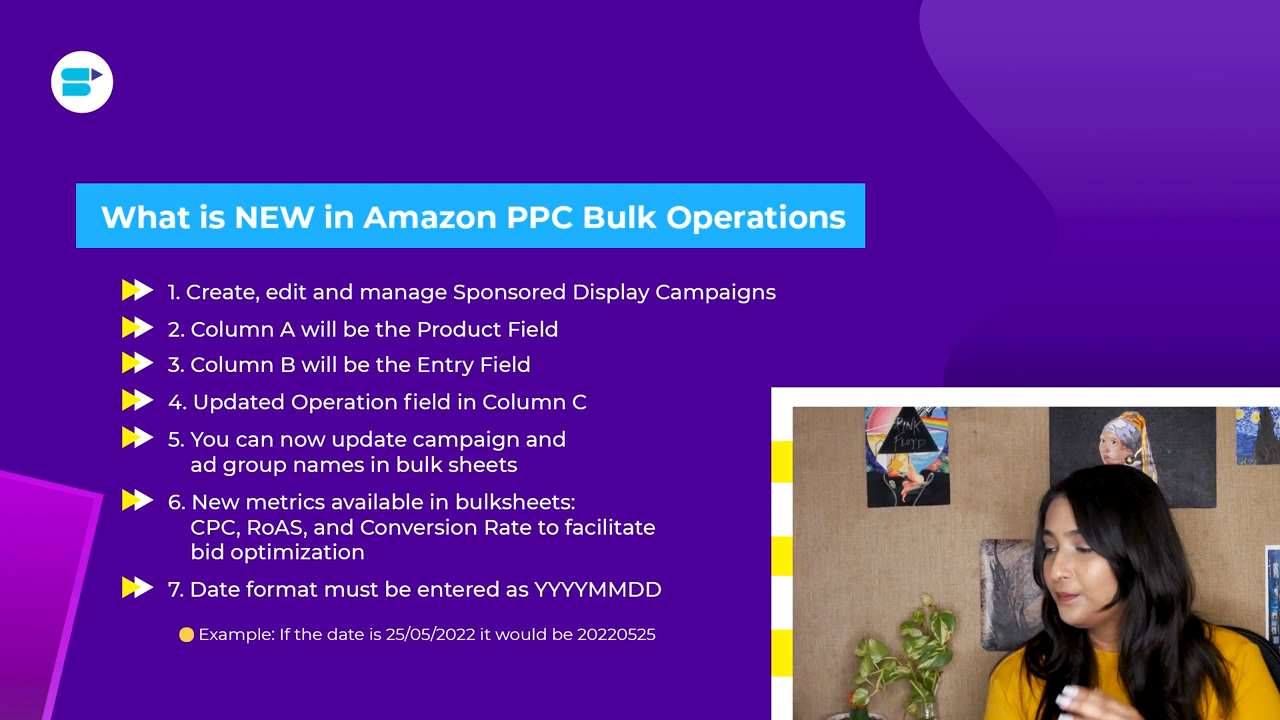 What is NEW in Amazon PPC Bulk Operations
1. Create, edit and manage Sponsored Display Campaigns
2. Column A will be the Product Field
3. Column B will be the Entry Field
4. Updated Operation field in Column C
5. You can now update campaign and
ad group names in bulk sheets
6. New metrics available in bulksheets:
CPC, RoAS, and Conversion Rate to facilitate
bid optimization
7. Date format must be entered as YYYYMMDD
Example: If the date is 25/05/2022 it would be 20220525
PINK
FLOYD